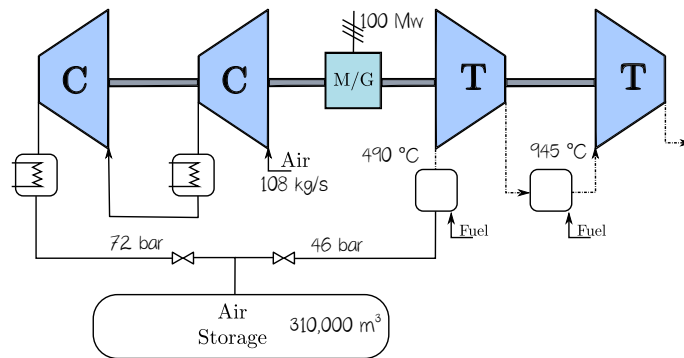 100 Mw
C
C
M/G
T
T
490 °C
945 °C
Air
108 kg/s
Fuel
Fuel
72 bar
46 bar
Air
Storage
310,000 m³